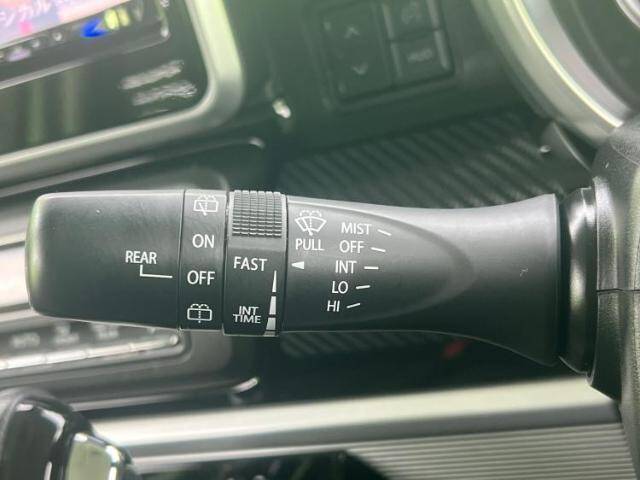 REAR
ON
OFF
FAST
INT
TIME
PULL
MIST
OFF
INT
LO
HI